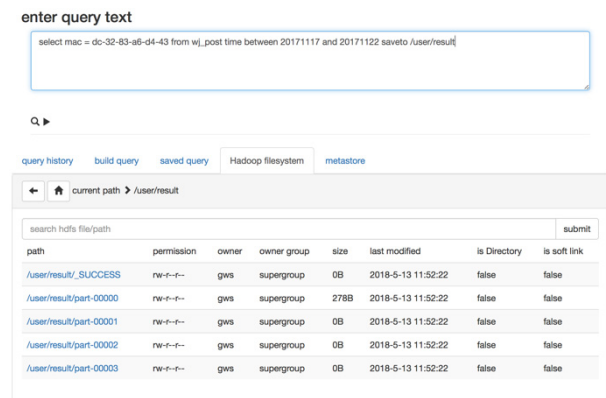 enter query text
select mac = dc-32-83-a6-d4-43 from wj_post time between 20171117 and 20171122 saveto /user/result
query history build query saved query Hadoop filesystem metastore
current path > /user/result
search hdfs file/path submit
path permission owner owner group size last modified is Directory is soft link
/user/result/_SUCCESS rw-r--r-- gws supergroup 0B 2018-5-13 11:52:22 false false
/user/result/part-00000 rw-r--r-- gws supergroup 278B 2018-5-13 11:52:22 false false
/user/result/part-00001 rw-r--r-- gws supergroup 0B 2018-5-13 11:52:22 false false
/user/result/part-00002 rw-r--r-- gws supergroup 0B 2018-5-13 11:52:22 false false
/user/result/part-00003 rw-r--r-- gws supergroup 0B 2018-5-13 11:52:22 false false